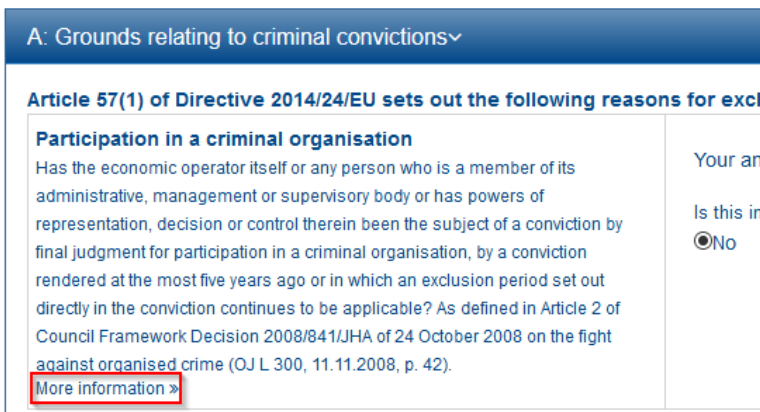 A: Grounds relating to criminal convictions
Article 57(1) of Directive 2014/24/EU sets out the following reasons for
Participation in a criminal organisation
Has the economic operator itself or any person who is a member of its
administrative, management or supervisory body or has powers of
representation, decision or control therein been the subject of a conviction by
final judgment for participation in a criminal organisation, by a conviction
rendered at the most five years ago or in which an exclusion period set out
directly in the conviction continues to be applicable? As defined in Article 2 of
Council Framework Decision 2008/841/JHA of 24 October 2008 on the fight
against organised crime (OJ L 300, 11.11.2008, p. 42).
More information »
Your
Is this
No